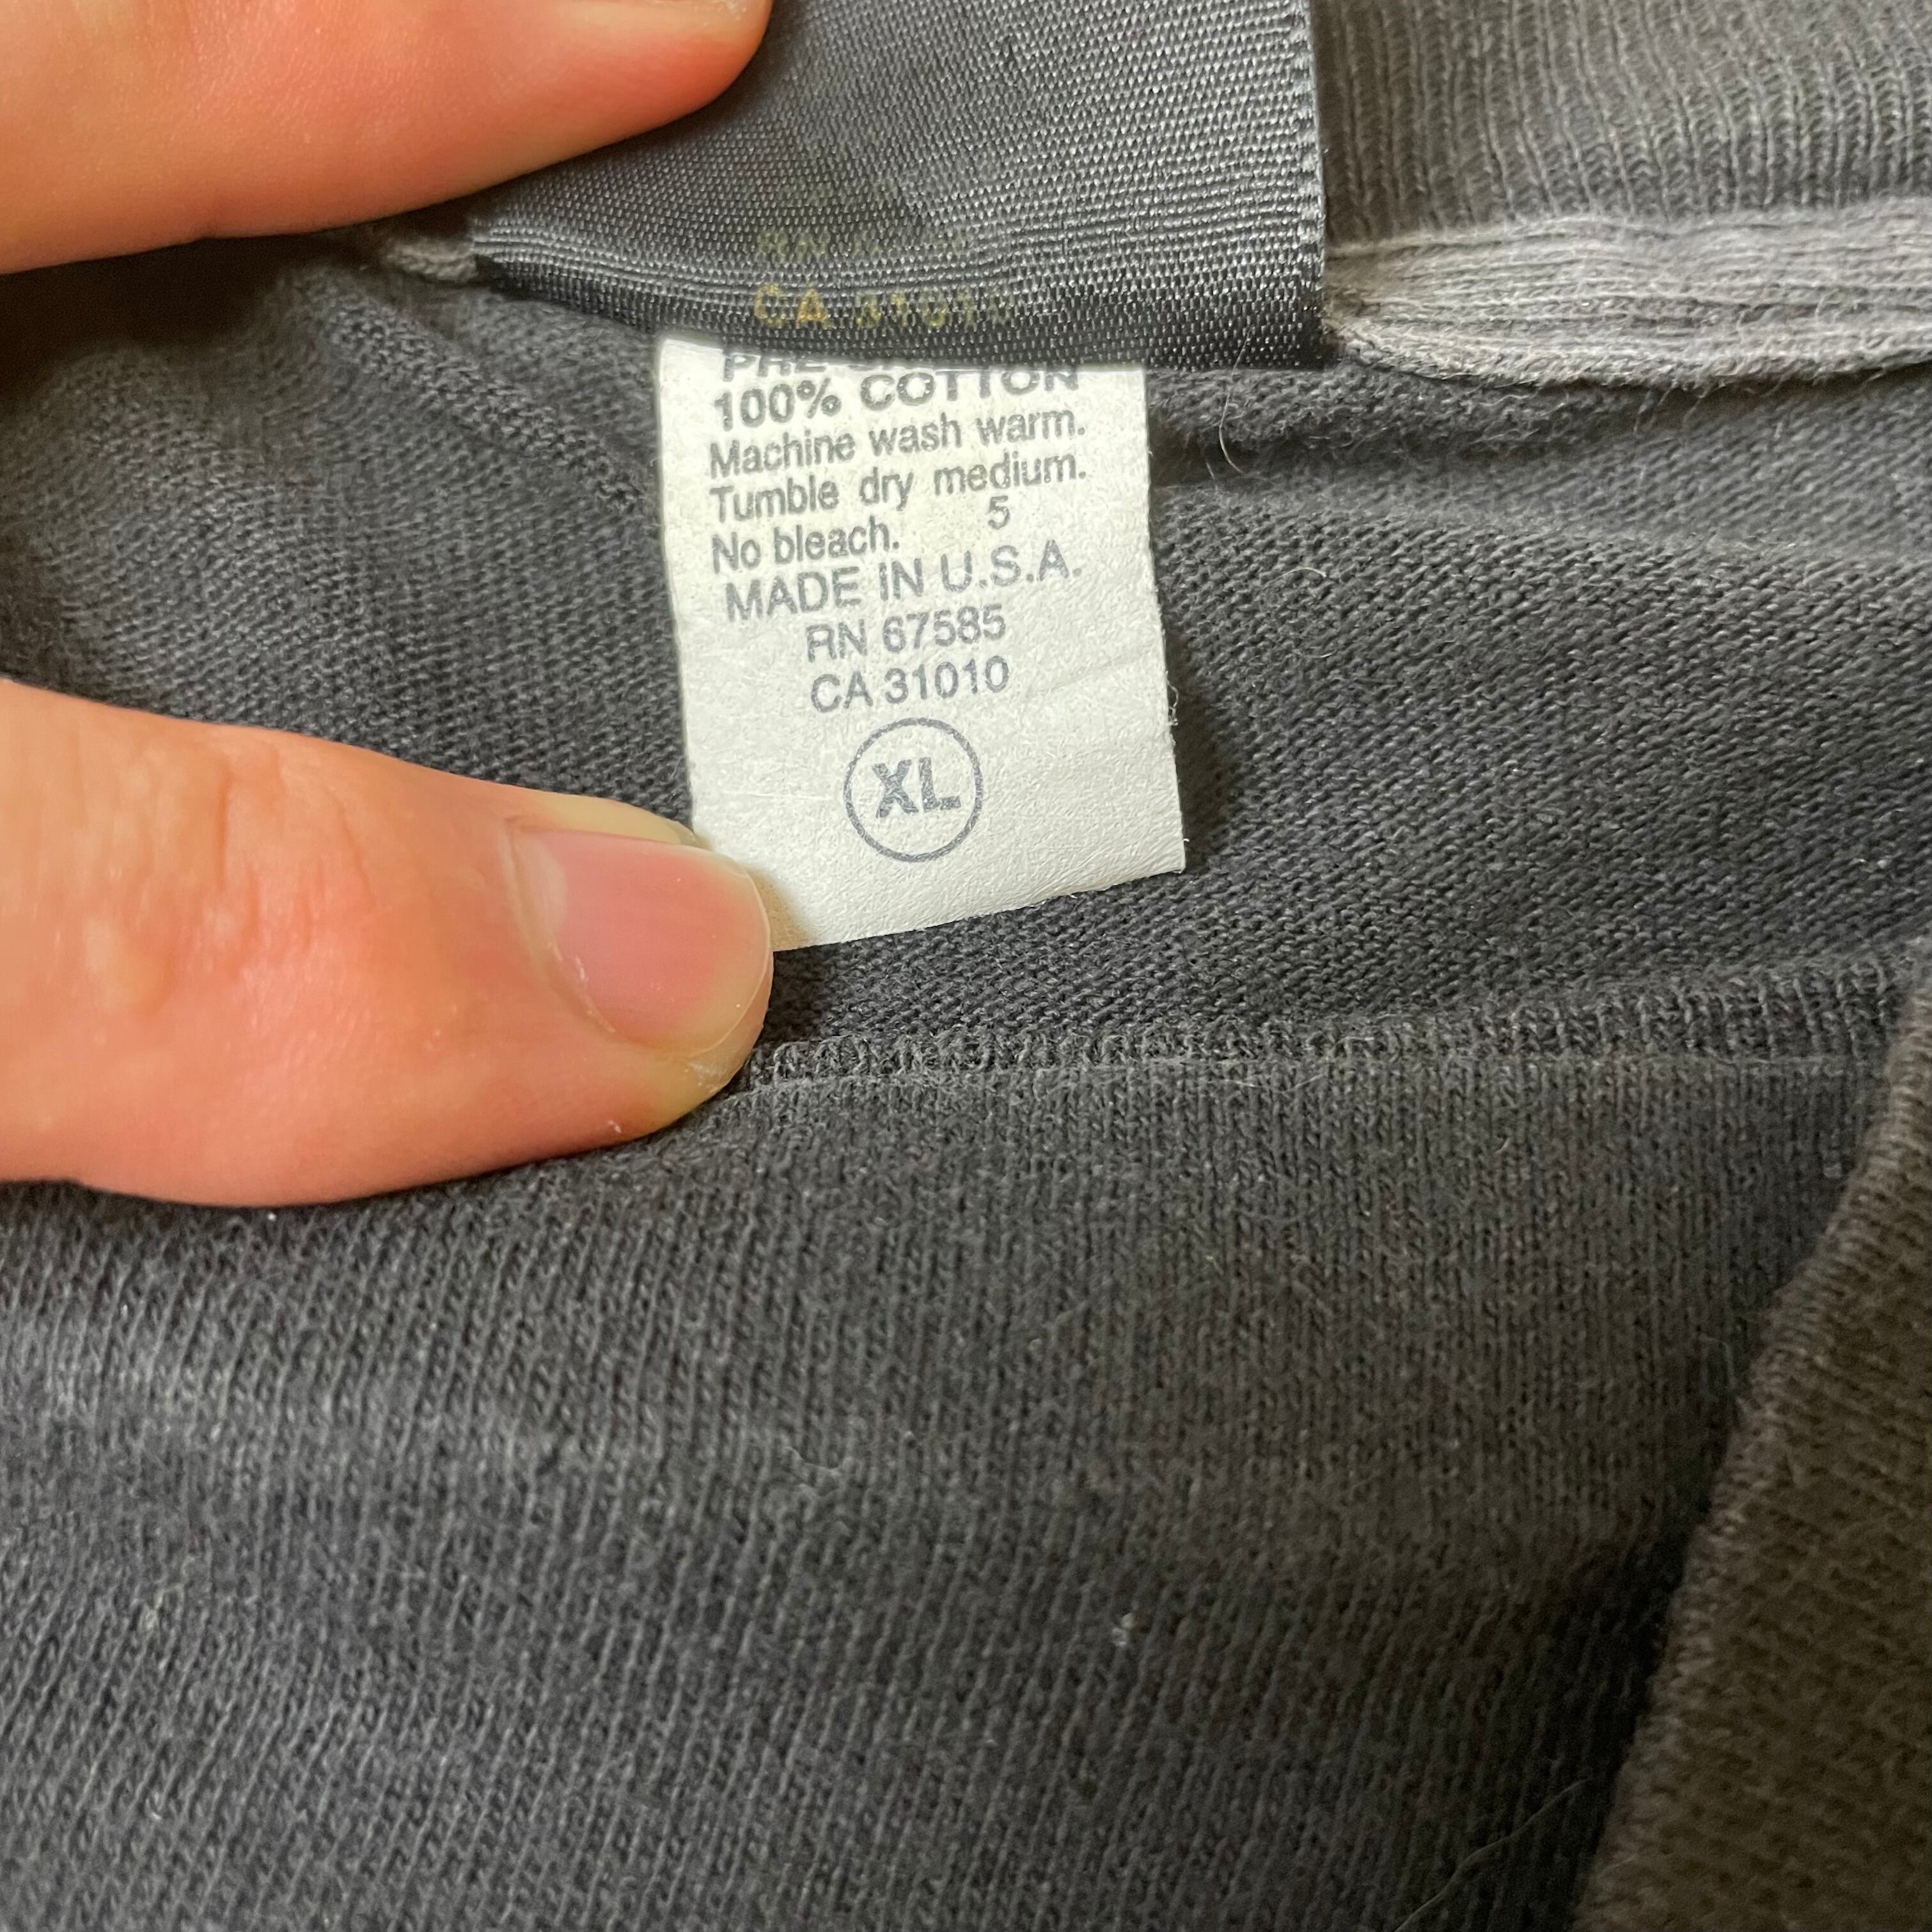 CA 31010
100% COTTON
Machine wash warm.
Tumble dry medium.
No bleach. 5
MADE IN U.S.A.
RN 67585
CA 31010
XL